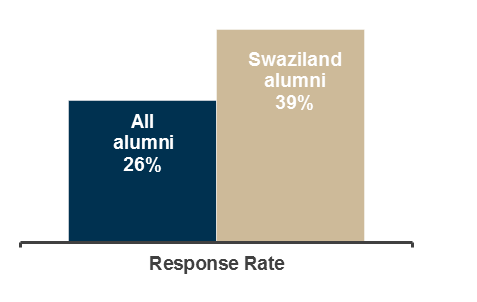 Swaziland
alumni
39%
All
alumni
26%
Response Rate